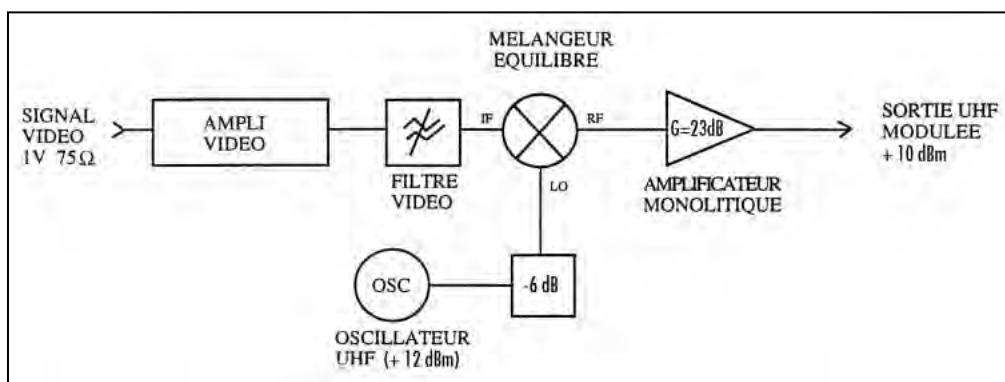 MELANGEUR
EQUILIBRE
SIGNAL
VIDEO
1V 75Ω
AMPLI
VIDEO
IF
RF
G=23dB
SORTIE UHF
MODULEE
+ 10 dBm
FILTRE
VIDEO
LO
AMPLIFICATEUR
MONOLITIQUE
OSC
-6 dB
OSCILLATEUR
UHF (+ 12 dBm)